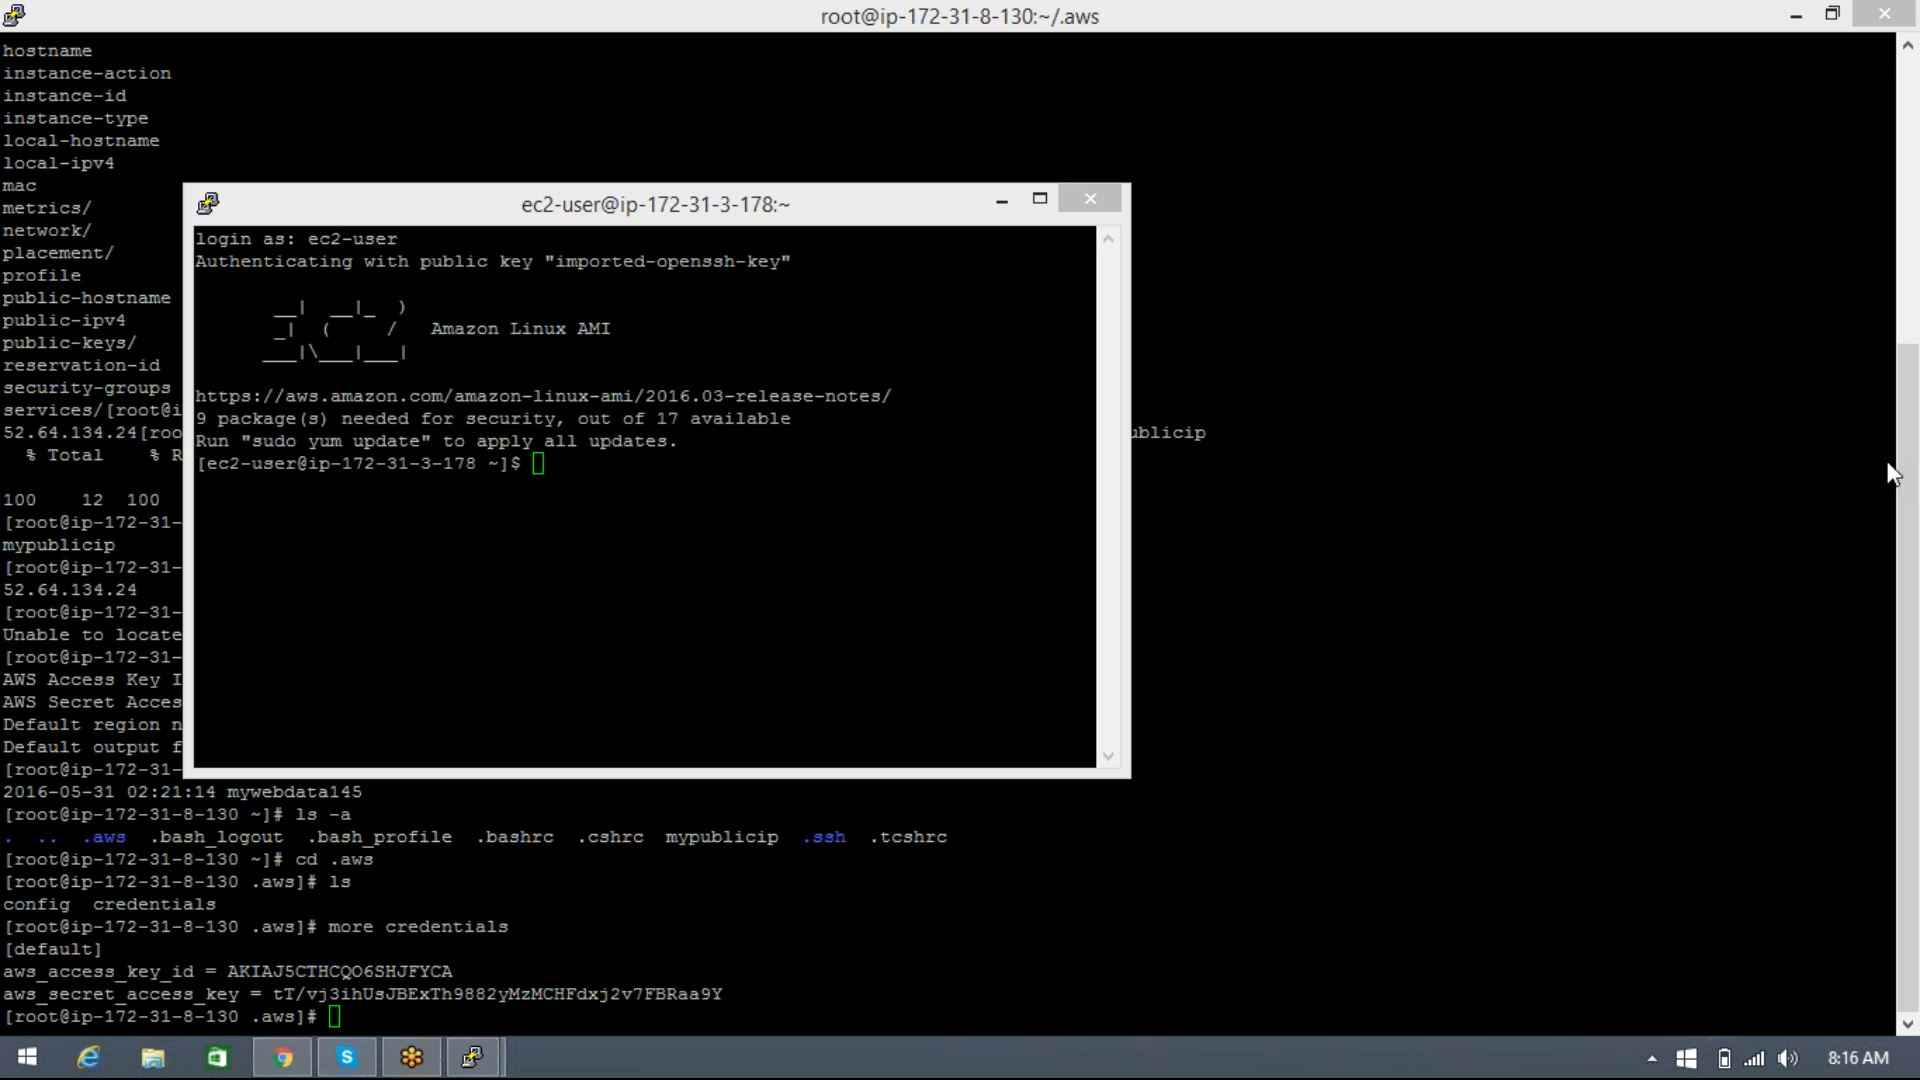 root@ip-172-31-8-130:~/.aws
hostname
instance-action
instance-id
instance-type
local-hostname
local-ipv4
mac
metrics/
network/
placement/
profile
public-hostname
public-ipv4
public-keys/
reservation-id
security-groups
services/[root@i
52.64.134.24[roo
ublicip
% Total % R
100 12 100
[root@ip-172-31-
mypublicip
[root@ip-172-31-
52.64.134.24
[root@ip-172-31-
Unable to locate
[root@ip-172-31-
AWS Access Key I
AWS Secret Acces
Default region n
Default output f
[root@ip-172-31-
2016-05-31 02:21:14 mywebdata145
[root@ip-172-31-8-130 ~]# ls -a
. .. .aws .bash_logout .bash_profile .bashrc .cshrc mypublicip .ssh .tcshrc
[root@ip-172-31-8-130 ~]# cd .aws
[root@ip-172-31-8-130 .aws]# ls
config credentials
[root@ip-172-31-8-130 .aws]# more credentials
[default]
aws_access_key_id = AKIAJ5CTHCQO6SHJFYCA
aws_secret_access_key = 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
[root@ip-172-31-8-130 .aws]#
ec2-user@ip-172-31-3-178:~
login as: ec2-user
Authenticating with public key "imported-openssh-key"
__| __|_ )
_| ( / Amazon Linux AMI
___|\___|___|
https://aws.amazon.com/amazon-linux-ami/2016.03-release-notes/
9 package(s) needed for security, out of 17 available
Run "sudo yum update" to apply all updates.
[ec2-user@ip-172-31-3-178 ~]$
8:16 AM